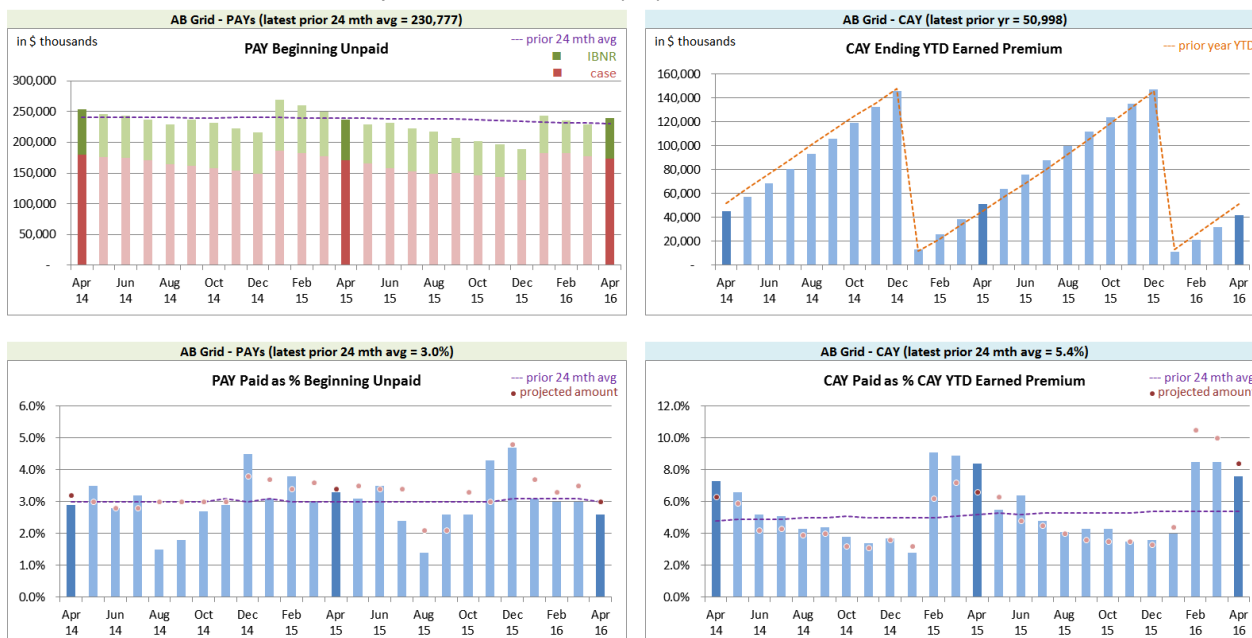 AB Grid - PAYs (latest prior 24 mth avg = 230,777)
in $ thousands
PAY Beginning Unpaid
--- prior 24 mth avg
IBNR
case
300,000
250,000
200,000
150,000
100,000
50,000
-
Apr Jun Aug Oct Dec Feb Apr Jun Aug Oct Dec Feb Apr
14 14 14 14 14 15 15 15 15 15 15 16 16
AB Grid - CAY (latest prior yr = 50,998)
in $ thousands
CAY Ending YTD Earned Premium
--- prior year YTD
160,000
140,000
120,000
100,000
80,000
60,000
40,000
20,000
-
Apr Jun Aug Oct Dec Feb Apr Jun Aug Oct Dec Feb Apr
14 14 14 14 14 15 15 15 15 15 15 16 16
AB Grid - PAYs (latest prior 24 mth avg = 3.0%)
PAY Paid as % Beginning Unpaid
--- prior 24 mth avg
• projected amount
6.0%
5.0%
4.0%
3.0%
2.0%
1.0%
0.0%
Apr Jun Aug Oct Dec Feb Apr Jun Aug Oct Dec Feb Apr
14 14 14 14 14 15 15 15 15 15 15 16 16
AB Grid - CAY (latest prior 24 mth avg = 5.4%)
CAY Paid as % CAY YTD Earned Premium
--- prior 24 mth avg
• projected amount
12.0%
10.0%
8.0%
6.0%
4.0%
2.0%
0.0%
Apr Jun Aug Oct Dec Feb Apr Jun Aug Oct Dec Feb Apr
14 14 14 14 14 15 15 15 15 15 15 16 16